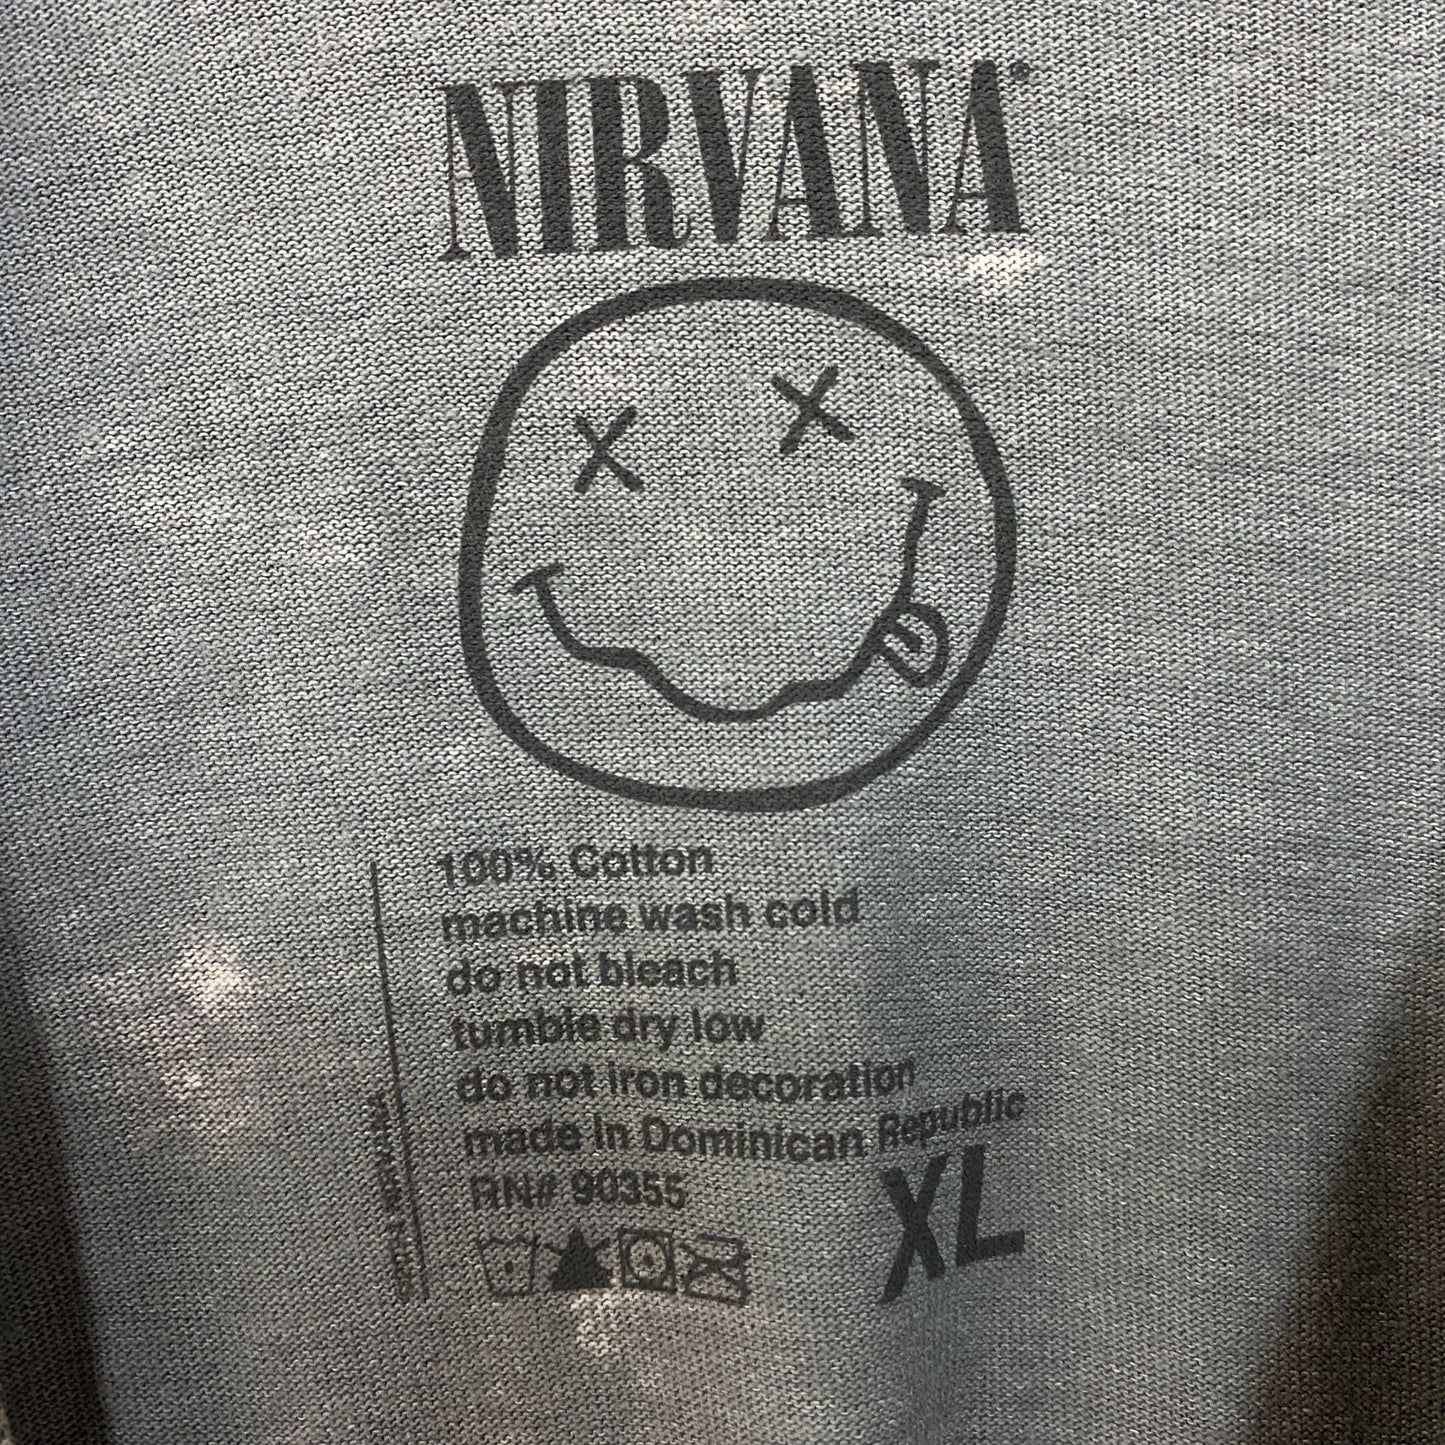 NIRVANA®
100% Cotton
machine wash cold
do not bleach
tumble dry low
do not iron decoration
made in Dominican Republic
RN# 90355
XL